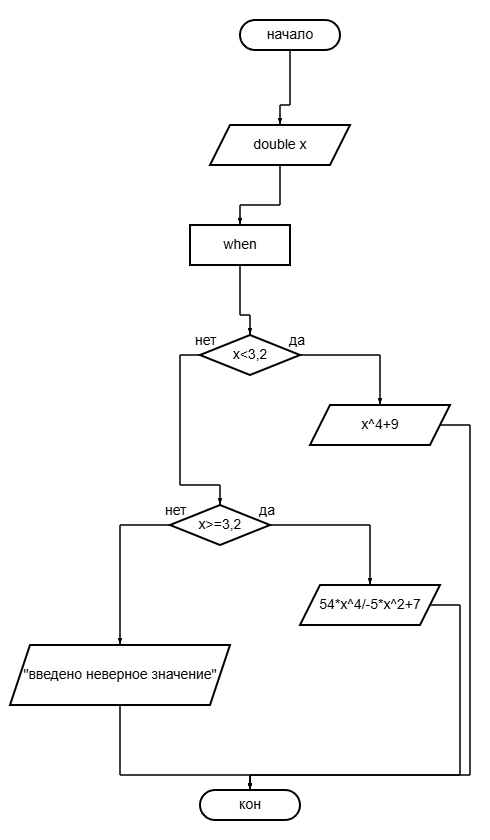 начало
double x
when
нет
да
x<3,2
x^4+9
нет
да
x>=3,2
54*x^4/-5*x^2+7
"введено неверное значение"
кон